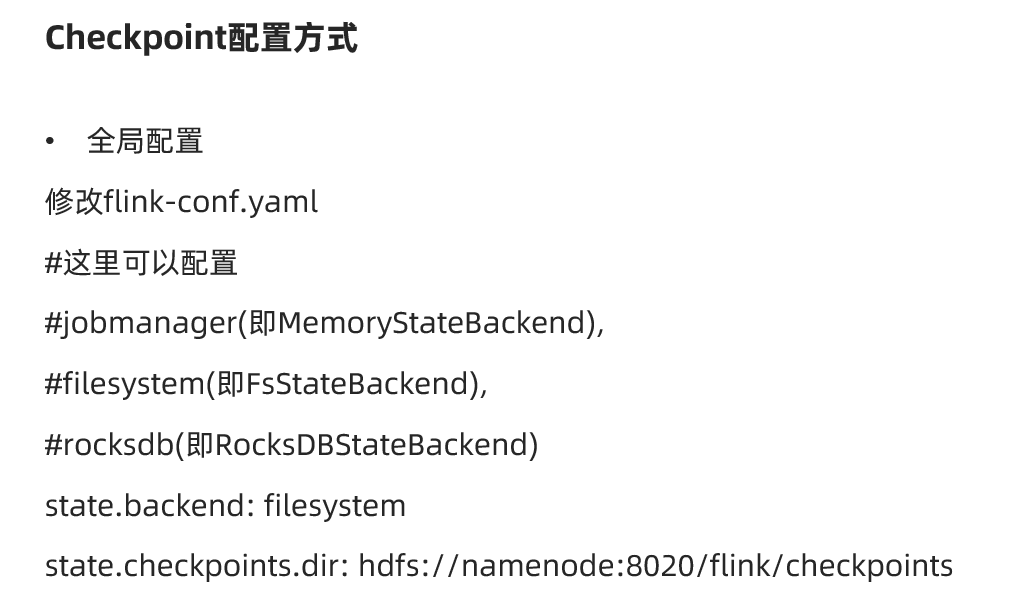 Checkpoint配置方式
• 全局配置
修改flink-conf.yaml
#这里可以配置
#jobmanager(即MemoryStateBackend),
#filesystem(即FsStateBackend),
#rocksdb(即RocksDBStateBackend)
state.backend: filesystem
state.checkpoints.dir: hdfs://namenode:8020/flink/checkpoints